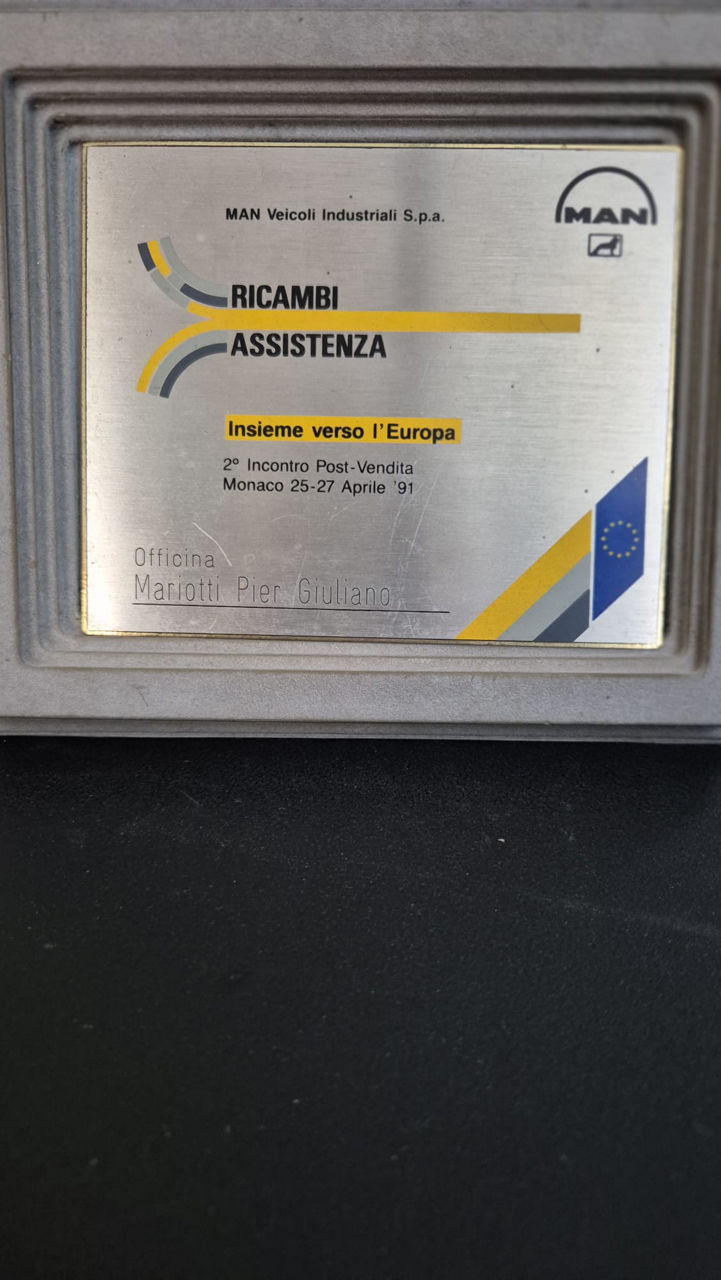 MAN Veicoli Industriali S.p.a.
MAN
RICAMBI
ASSISTENZA
Insieme verso l'Europa
2º Incontro Post-Vendita
Monaco 25-27 Aprile '91
Officina
Mariotti Pier Giuliano